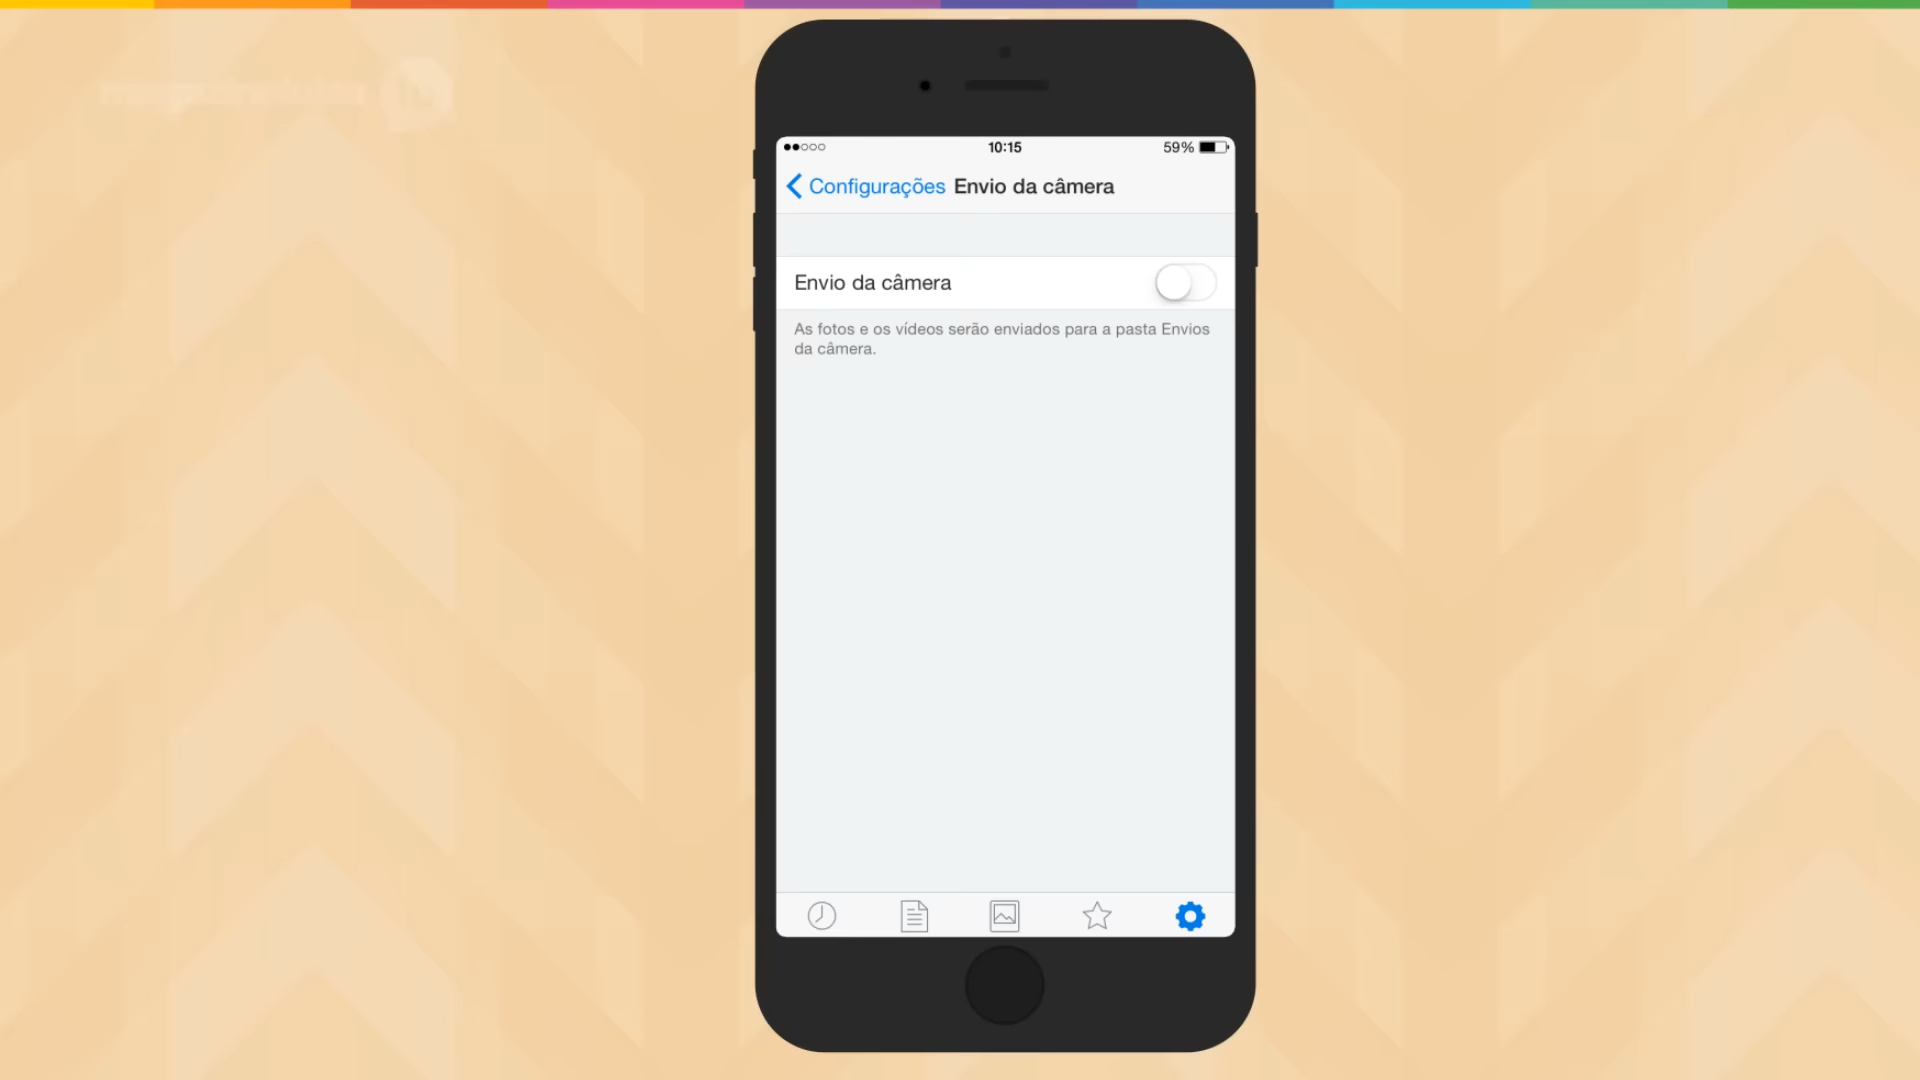 10:15
59%
Configurações Envio da câmera
Envio da câmera
As fotos e os vídeos serão enviados para a pasta Envios
da câmera.